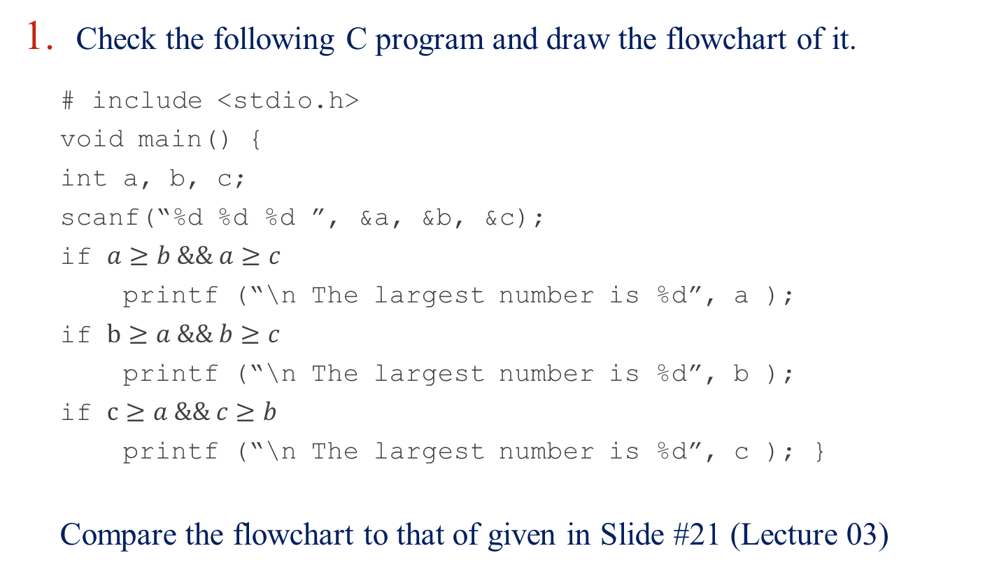 1. Check the following C program and draw the flowchart of it.
# include <stdio.h>
void main() {
int a, b, c;
scanf(“%d %d %d ”, &a, &b, &c);
if a ≥ b && a ≥ c
printf (“\n The largest number is %d”, a );
if b ≥ a && b ≥ c
printf (“\n The largest number is %d”, b );
if c ≥ a && c ≥ b
printf (“\n The largest number is %d”, c ); }
Compare the flowchart to that of given in Slide #21 (Lecture 03)